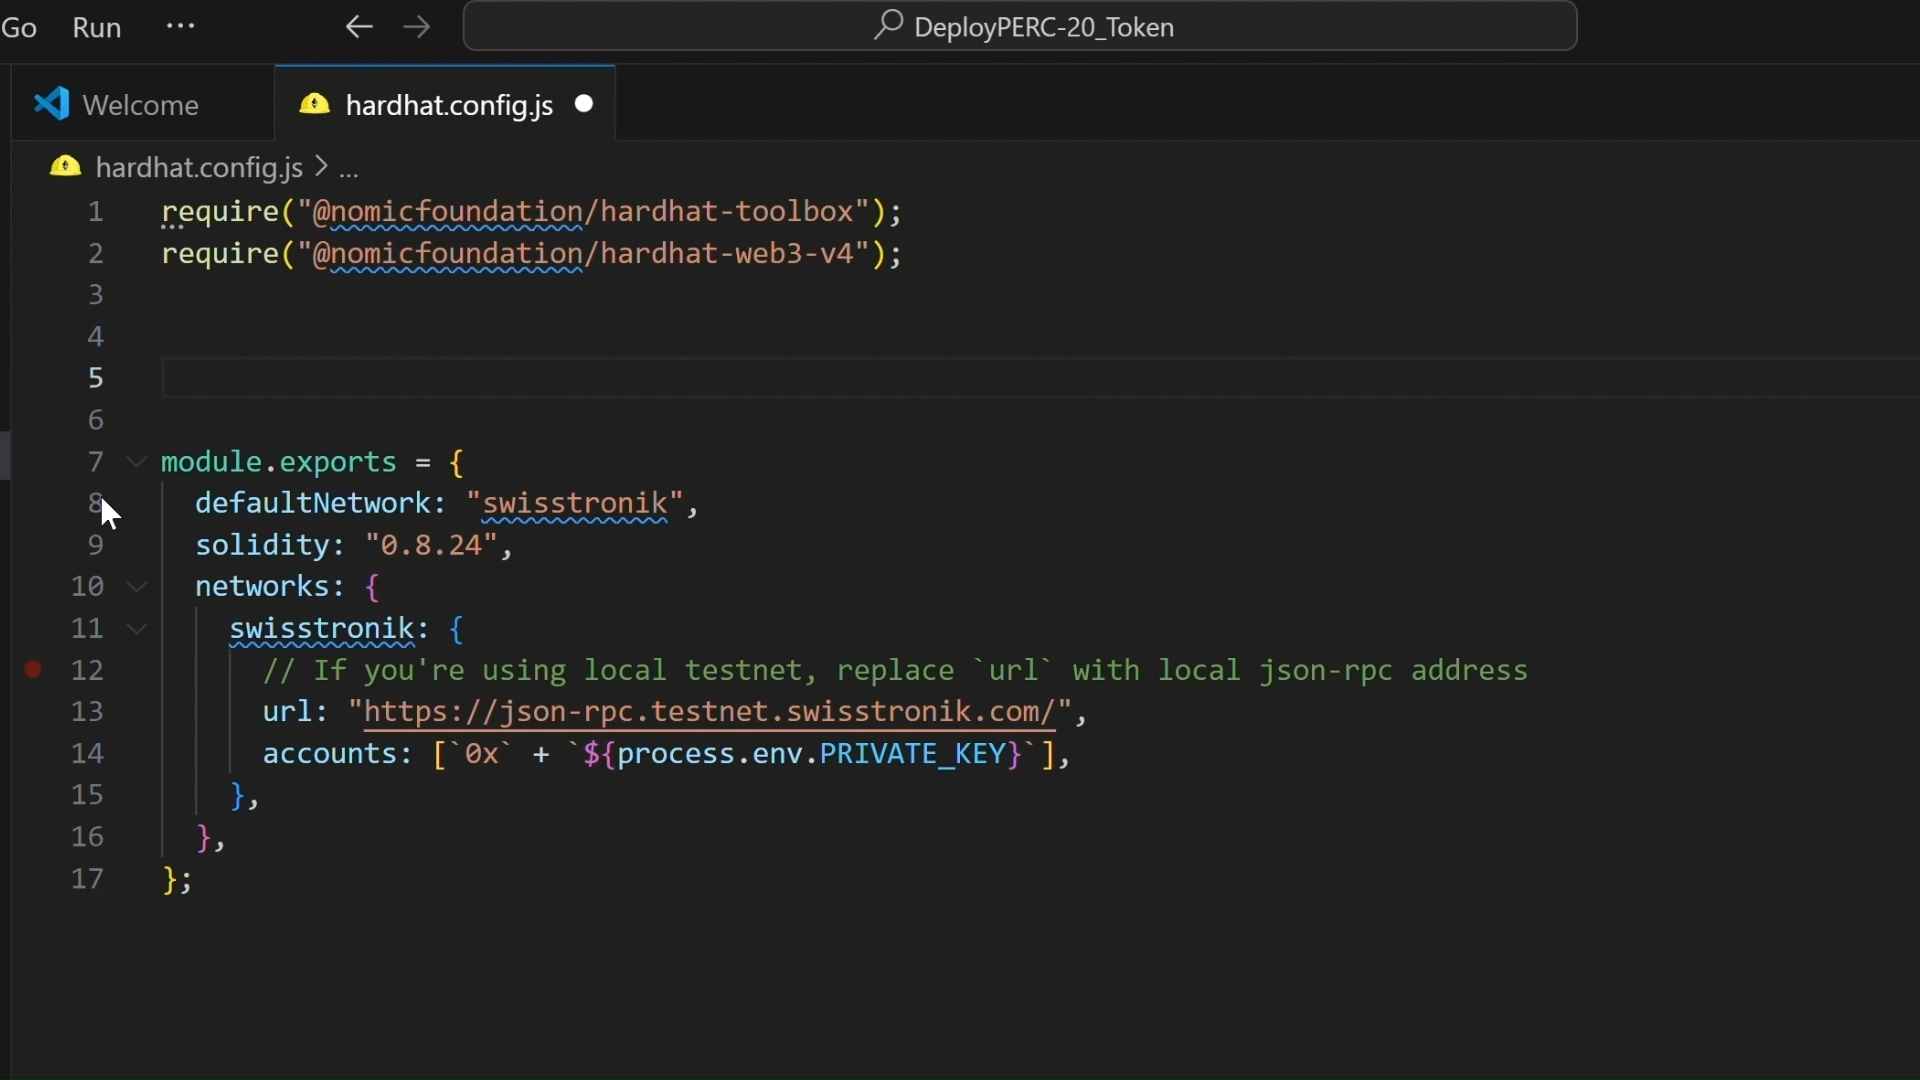 Go Run ... DeployPERC-20_Token
Welcome hardhat.config.js
hardhat.config.js > ...
1 require("@nomicfoundation/hardhat-toolbox");
2 require("@nomicfoundation/hardhat-web3-v4");
3
4
5
6
7 module.exports = {
8 defaultNetwork: "swisstronik",
9 solidity: "0.8.24",
10 networks: {
11 swisstronik: {
12 // If you're using local testnet, replace `url` with local json-rpc address
13 url: "https://json-rpc.testnet.swisstronik.com/",
14 accounts: [`0x` + `${process.env.PRIVATE_KEY}`],
15 },
16 },
17 };